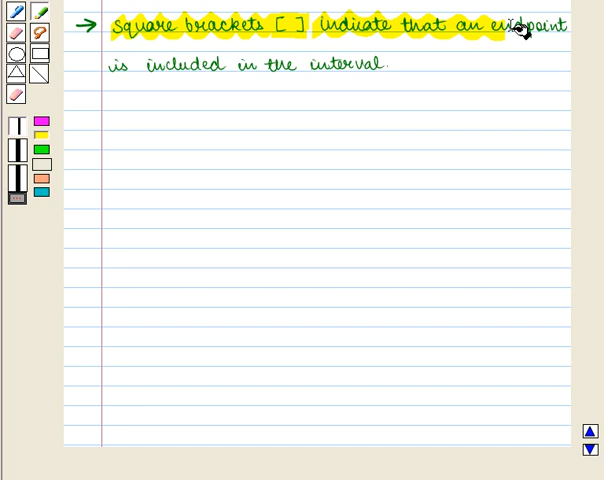 → Square brackets [ ] indicate that an endpoint
is included in the interval.